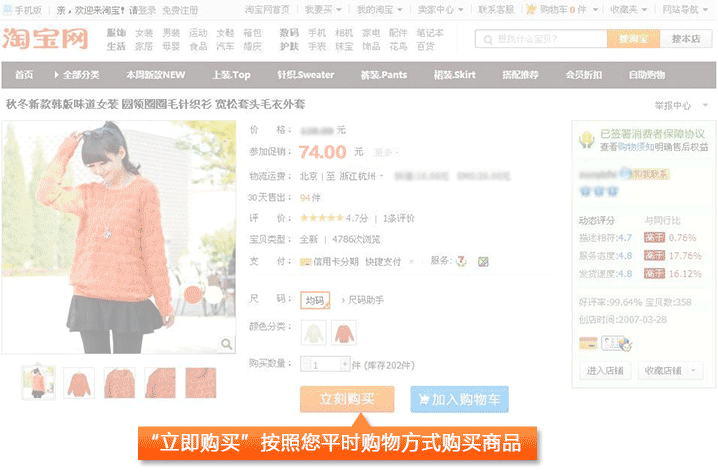 手机版 亲，欢迎来淘宝！请登录 免费注册 淘宝网首页 我要买 我的淘宝 卖家中心 联系客服 购物车0件 收藏夹 网站导航
淘宝网
服饰 女装 男装 运动 女鞋 箱包 数码 手机 相机 家电 配件 笔记本
生活 家居 母婴 食品 汽车 婚庆 护肤 手表 珠宝 饰品 花鸟 百货
想找什么宝贝? 搜淘宝 搜本店
首页 全部分类 本周新款NEW 上装.Top 针织.Sweater 裤装.Pants 裙装.Skirt 搭配推荐 会员折扣 自助购物
秋冬新款韩版味道女装 圆领圈圈毛针织衫 宽松套头毛衣外套
举报中心
价 格： 元
参加促销：74.00 元 更多
物流运费：北京 | 至 浙江杭州
30天售出：94件
评 价：4.7分 | 1条评价
宝贝类型：全新 | 4786次浏览
支 付：信用卡分期 快捷支付 服务：7
尺 码：均码 尺码助手
颜色分类：
购买数量：1 件 (库存202件)
立刻购买 加入购物车
“立即购买”按照您平时购物方式购买商品
已签署消费者保障协议
查看购物须知明确售后权益
和我联系
动态评分 与同行比
描述相符:4.7 高于 0.76%
服务态度:4.8 高于 17.76%
发货速度:4.8 高于 16.12%
好评率:99.64% 宝贝数:358
创店时间:2007-03-28
进入店铺 收藏店铺